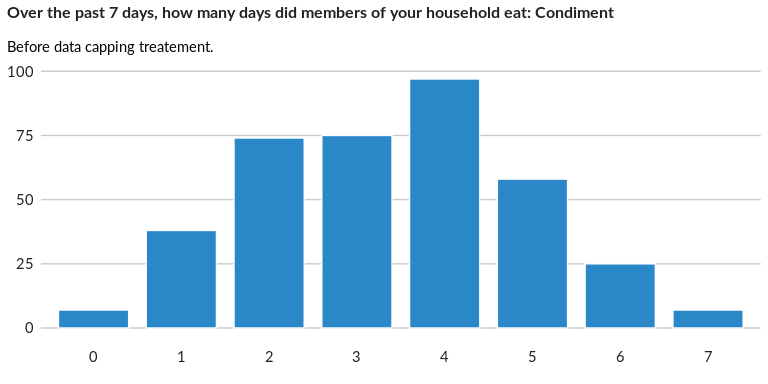 Over the past 7 days, how many days did members of your household eat: Condiment
Before data capping treatement.
100
75
50
25
0
0 1 2 3 4 5 6 7